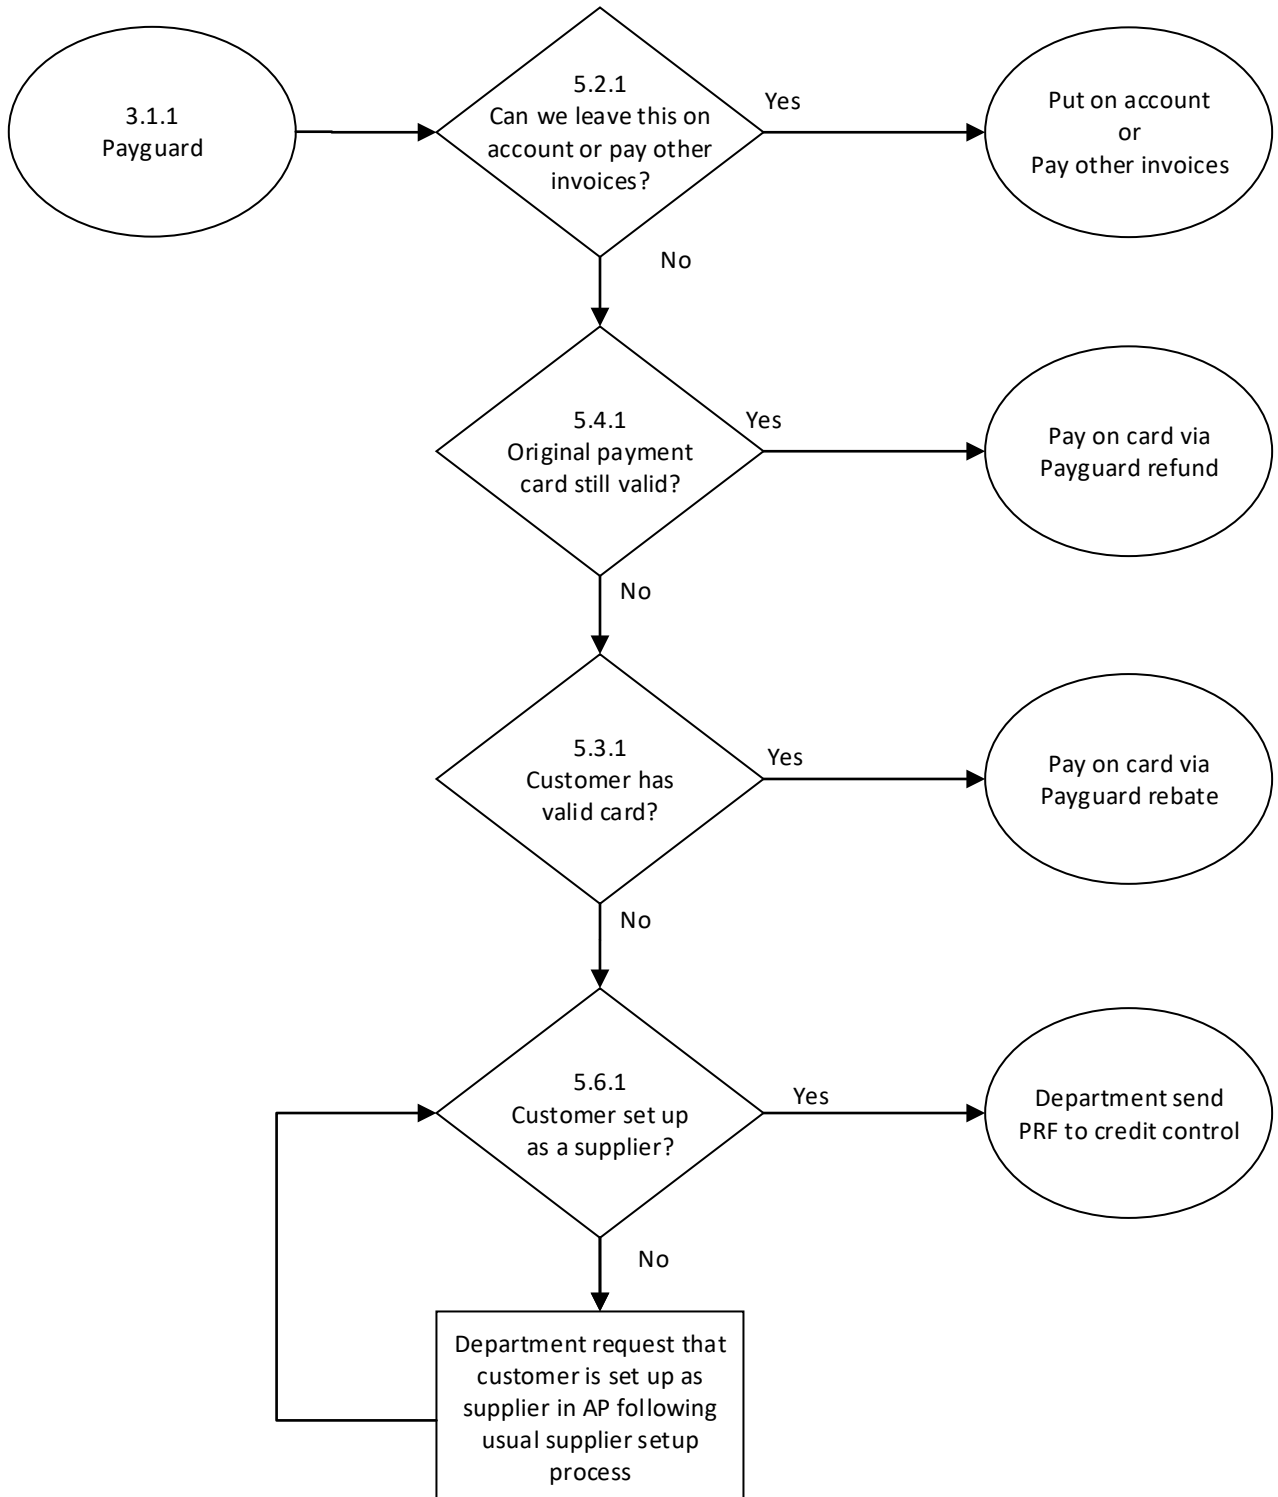 3.1.1
Payguard
5.2.1
Can we leave this on
account or pay other
invoices?
Yes
Put on account
or
Pay other invoices
No
5.4.1
Original payment
card still valid?
Yes
Pay on card via
Payguard refund
No
5.3.1
Customer has
valid card?
Yes
Pay on card via
Payguard rebate
No
5.6.1
Customer set up
as a supplier?
Yes
Department send
PRF to credit control
No
Department request that
customer is set up as
supplier in AP following
usual supplier setup
process